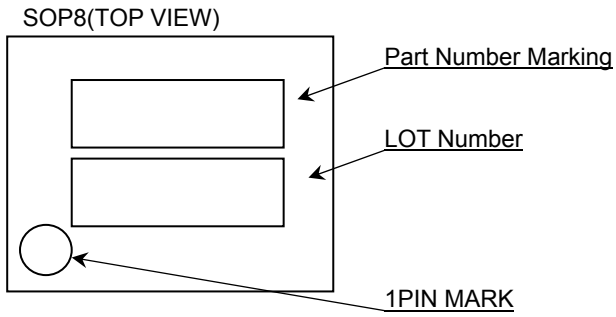 SOP8(TOP VIEW)
Part Number Marking
LOT Number
1PIN MARK